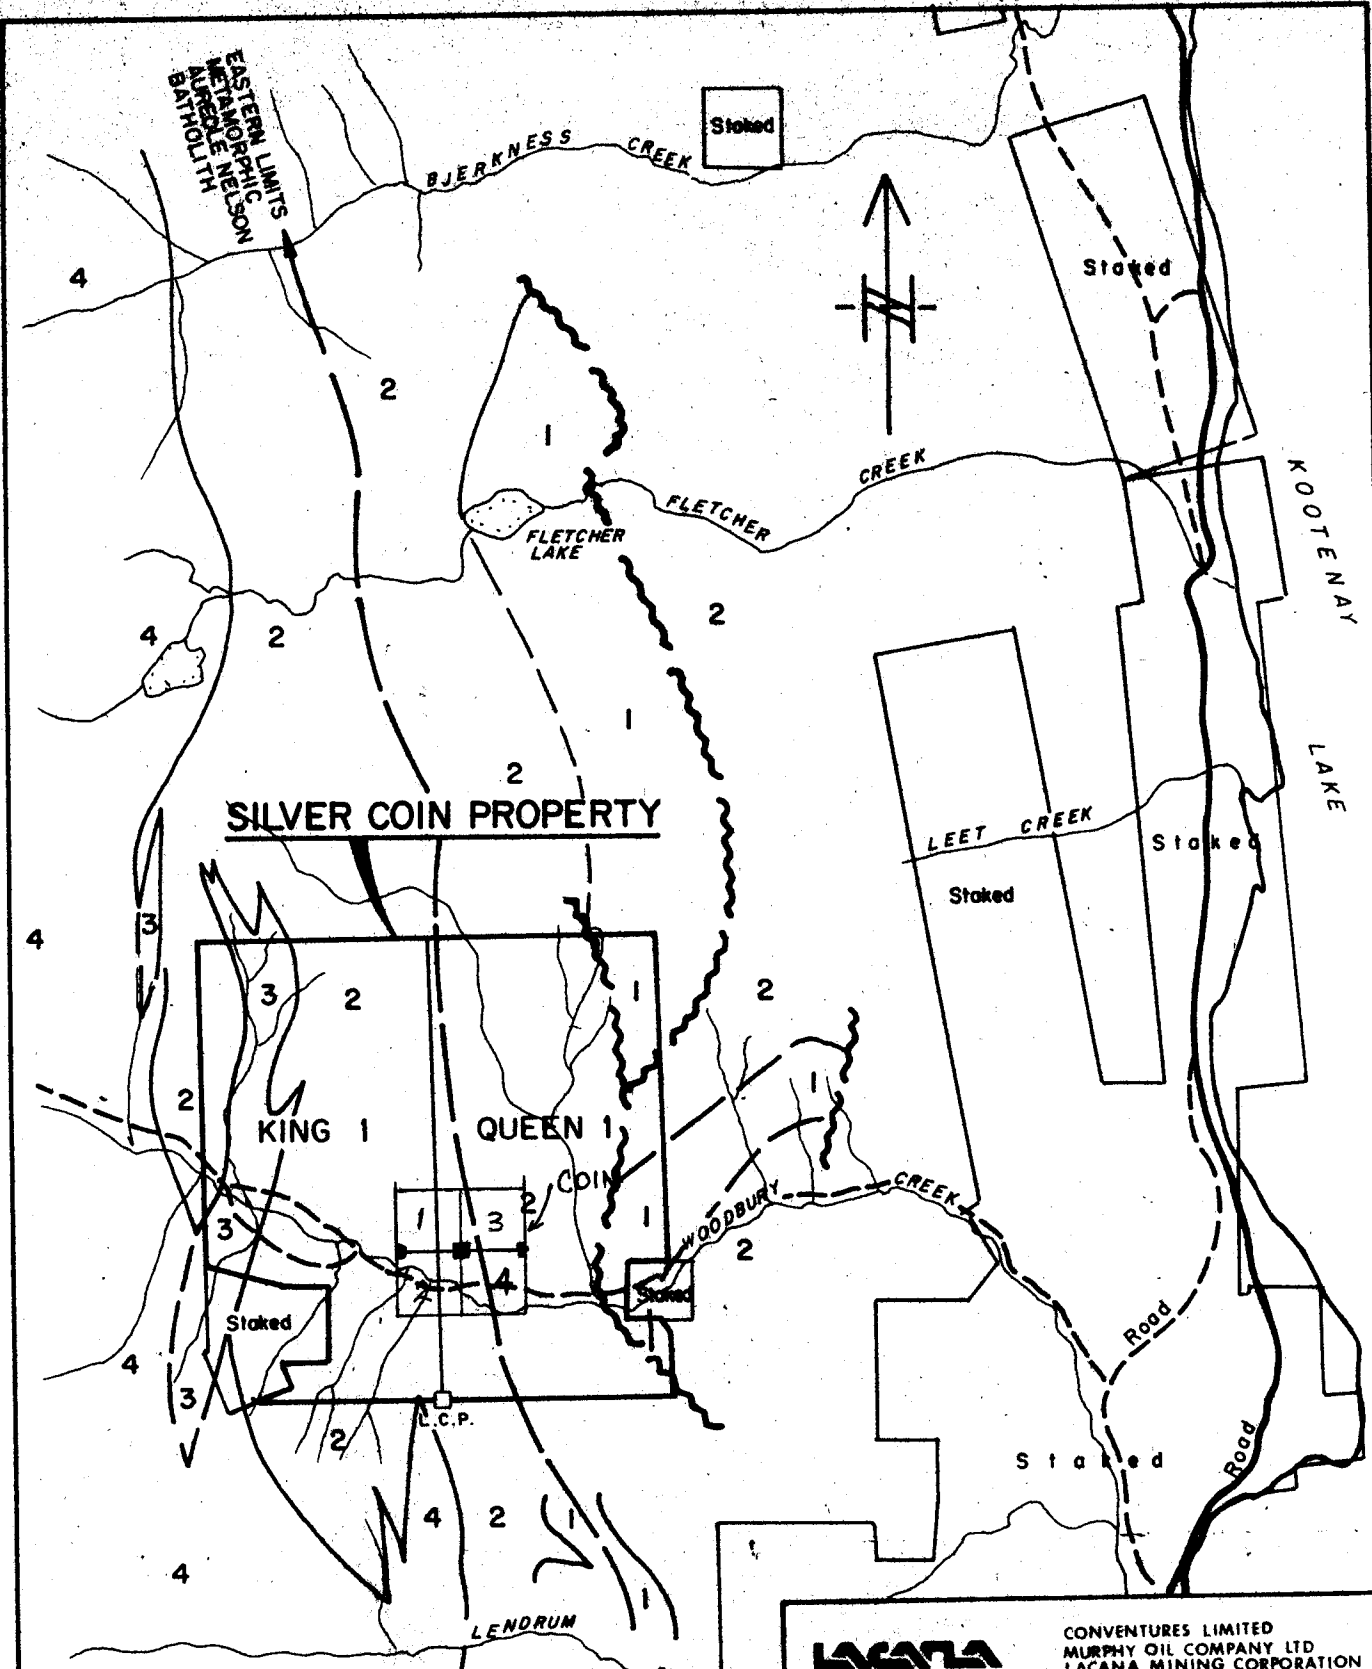 EASTERN LIMITS
METAMORPHIC
AUREOLE NELSON
BATHOLITH
BJERKNESS CREEK
Staked
N
4
Staked
2
1
CREEK
FLETCHER
KOOTENAY
FLETCHER
LAKE
2
4
2
1
LAKE
2
SILVER COIN PROPERTY
LEET CREEK
Staked
Staked
3
4
3
2
1
2
1
2
KING 1
QUEEN 1
COIN
2
1
3
CREEK
WOODBURY
1
3
2
2
4
Staked
Staked
Road
4
3
L.C.P.
2
Road
Staked
4
2
1
4
1
LENDRUM
LACANA
CONVENTURES LIMITED
MURPHY OIL COMPANY LTD
LACANA MINING CORPORATION